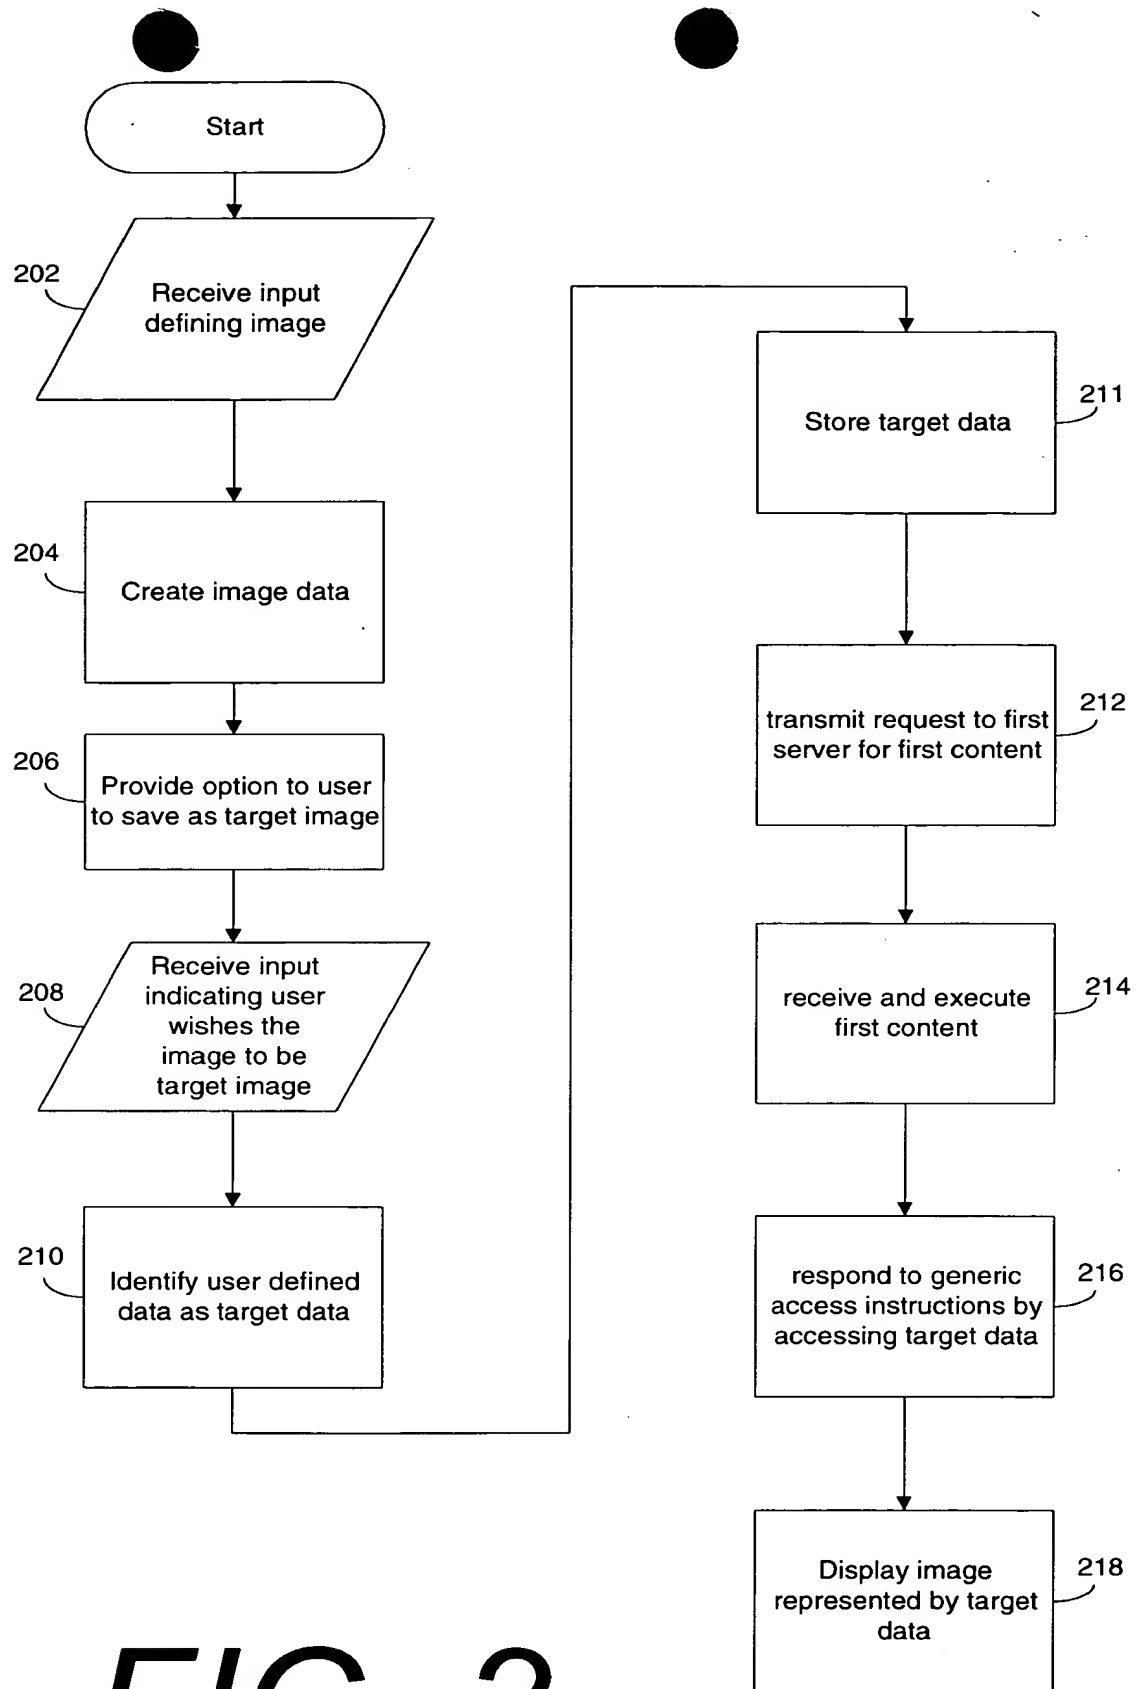 Start
202
Receive input
defining image
204
Create image data
206
Provide option to user
to save as target image
208
Receive input
indicating user
wishes the
image to be
target image
210
Identify user defined
data as target data
211
Store target data
212
transmit request to first
server for first content
214
receive and execute
first content
216
respond to generic
access instructions by
accessing target data
218
Display image
represented by target
data
FIG. 2